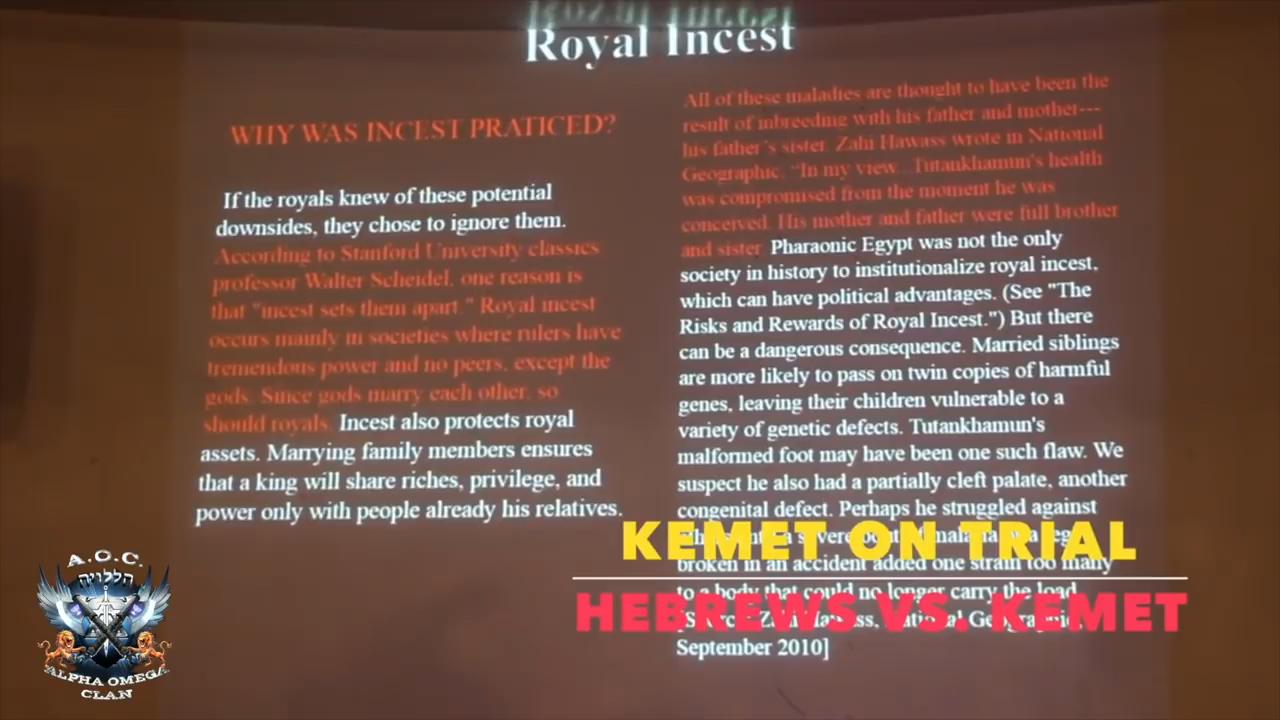 Royal Incest
WHY WAS INCEST PRATICED?
If the royals knew of these potential
downsides, they chose to ignore them.
According to Stanford University classics
professor Walter Scheidel, one reason is
that "incest sets them apart." Royal incest
occurs mainly in societies where rulers have
tremendous power and no peers, except the
gods. Since gods marry each other, so
should royals. Incest also protects royal
assets. Marrying family members ensures
that a king will share riches, privilege, and
power only with people already his relatives.
All of these maladies are thought to have been the
result of inbreeding with his father and mother---
his father's sister. Zahi Hawass wrote in National
Geographic, "In my view...Tutankhamun's health
was compromised from the moment he was
conceived. His mother and father were full brother
and sister. Pharaonic Egypt was not the only
society in history to institutionalize royal incest,
which can have political advantages. (See "The
Risks and Rewards of Royal Incest.") But there
can be a dangerous consequence. Married siblings
are more likely to pass on twin copies of harmful
genes, leaving their children vulnerable to a
variety of genetic defects. Tutankhamun's
malformed foot may have been one such flaw. We
suspect he also had a partially cleft palate, another
congenital defect. Perhaps he struggled against
broken in an accident added one strain too many
to a body that could no longer carry the load.
September 2010]
KEMET ON TRIAL
HEBREWS VS. KEMET
A.O.C.
הללויה
ALPHA OMEGA
CLAN